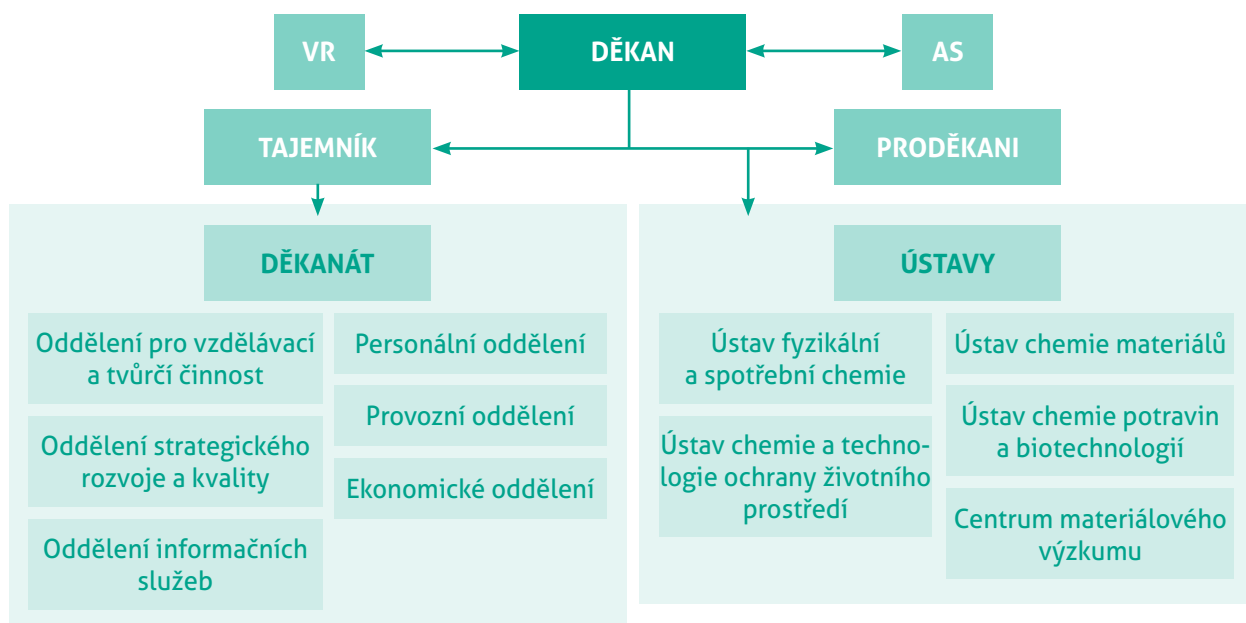 VR
DĚKAN
AS
TAJEMNÍK
PRODĚKANI
DĚKANÁT
Oddělení pro vzdělávací
a tvůrčí činnost
Oddělení strategického
rozvoje a kvality
Oddělení informačních
služeb
Personální oddělení
Provozní oddělení
Ekonomické oddělení
ÚSTAVY
Ústav fyzikální
a spotřební chemie
Ústav chemie a techno-
logie ochrany životního
prostředí
Ústav chemie materiálů
Ústav chemie potravin
a biotechnologií
Centrum materiálového
výzkumu